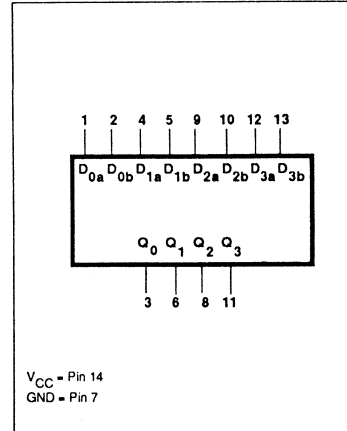 1 2 4 5 9 10 12 13
D0a D0b D1a D1b D2a D2b D3a D3b
Q0 Q1 Q2 Q3
3 6 8 11
VCC = Pin 14
GND = Pin 7